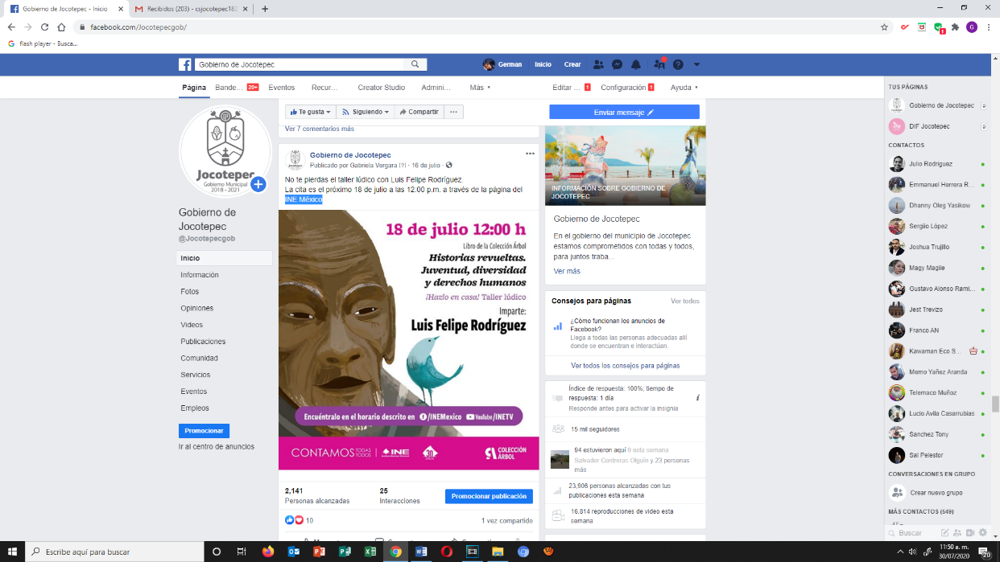 Gobierno de Jocotepec - Inicio
Recibidos (203) - csjocotepec182
facebook.com/Jocotepecgob/
flash player - Busca...
Gobierno de Jocotepec
German
Inicio
Crear
Página
Bande...
20+
Eventos
Recur...
Creator Studio
Admini...
Más
Editar ...
1
Configuración
1
Ayuda
Jocotepec
Gobierno Municipal
2018 - 2021
Gobierno de
Jocotepec
@Jocotepecgob
Inicio
Información
Fotos
Opiniones
Videos
Publicaciones
Comunidad
Servicios
Eventos
Empleos
Promocionar
Ir al centro de anuncios
Te gusta
Siguiendo
Compartir
Ver 7 comentarios más
Gobierno de Jocotepec
Publicado por Gabriela Vergara [?] · 16 de julio ·
No te pierdas el taller lúdico con Luis Felipe Rodríguez.
La cita es el próximo 18 de julio a las 12:00 p.m. a través de la página del
INE México
18 de julio 12:00 h
Libro de la Colección Árbol
Historias revueltas.
Juventud, diversidad
y derechos humanos
¡Hazlo en casa! Taller lúdico
Imparte:
Luis Felipe Rodríguez
Encuéntralo en el horario descrito en /INEMexico YouTube/INETV
CONTAMOS TODAS TODOS
INE
COLECCIÓN
ÁRBOL
2,141
Personas alcanzadas
25
Interacciones
Promocionar publicación
10
1 vez compartido
Enviar mensaje
INFORMACIÓN SOBRE GOBIERNO DE
JOCOTEPEC
Gobierno de Jocotepec
En el gobierno del municipio de Jocotepec
estamos comprometidos con todas y todos,
para juntos traba...
Ver más
Consejos para páginas
Ver todos
¿Cómo funcionan los anuncios de
Facebook?
Llega a todas las personas adecuadas allí
donde se encuentran e interactúan.
Ver todos los consejos para páginas
Índice de respuesta: 100%; tiempo de
respuesta: 1 día
Responde antes para activar la insignia
15 mil seguidores
94 estuvieron aquí 0 esta semana
Salvador Contreras Olguín y 23 personas
más
23,906 personas alcanzadas con tus
publicaciones esta semana
16,814 reproducciones de video esta
semana
TUS PÁGINAS
Gobierno de Jocotepec
DIF Jocotepec
CONTACTOS
Julio Rodriguez
Emmanuel Herrera R...
Dhanny Oleg Yasikow
Sergiio López
Joshua Trujillo
Magy Maglie
Gustavo Alonso Rami...
Jest Trevizo
Franco AN
Kawaman Eco S...
Memo Yañez Aranda
Telemaco Muñoz
Lucio Avila Casarrubias
Sanchez Tony
Sal Pelestor
CONVERSACIONES EN GRUPO
Crear nuevo grupo
MÁS CONTACTOS (549)
Buscar
Escribe aquí para buscar
11:50 a. m.
30/07/2020
20